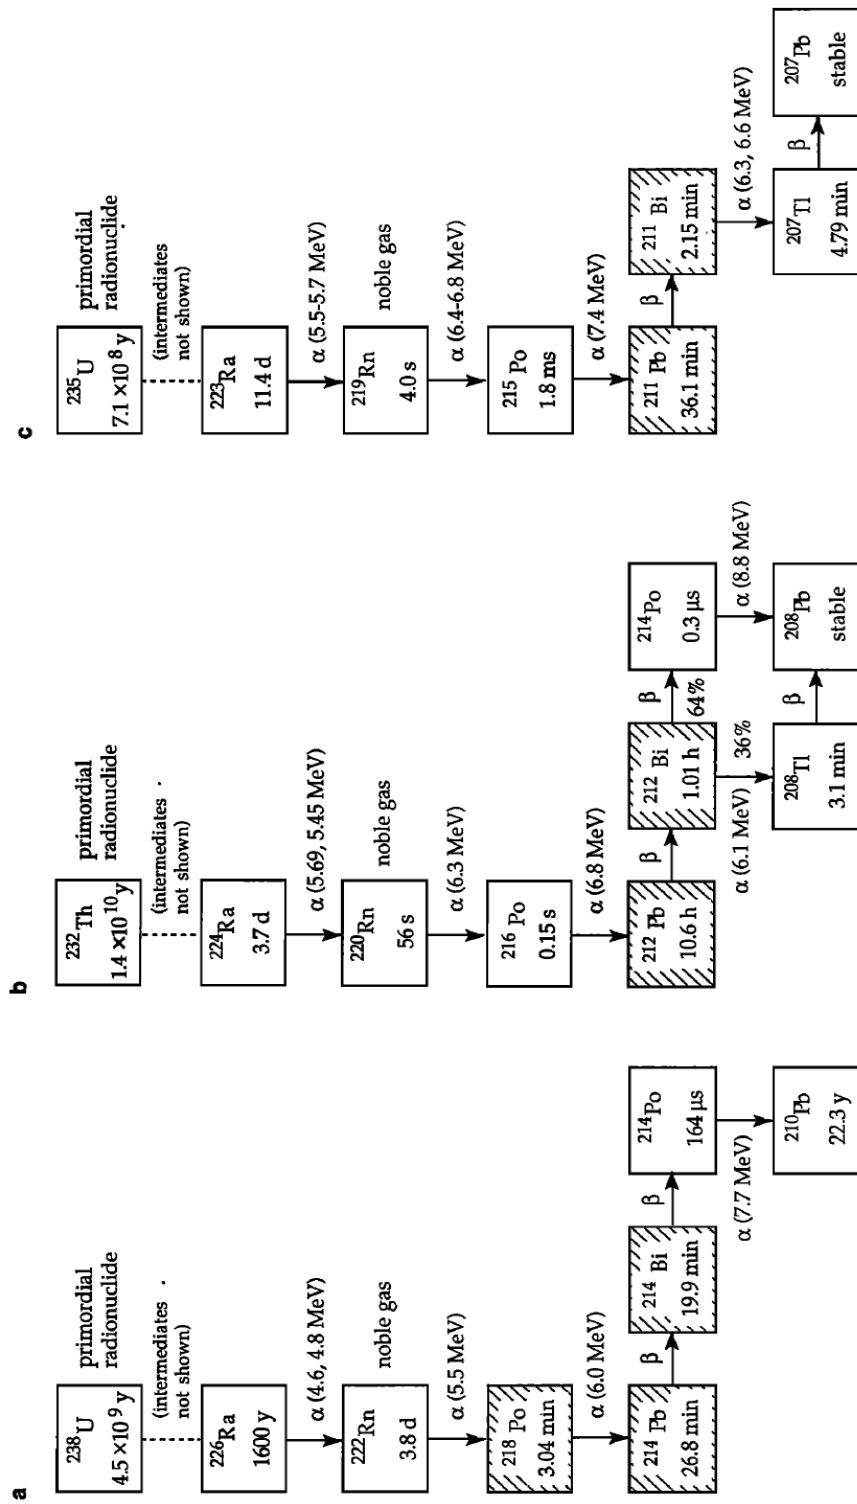 a
238U
4.5 ×10 9 y
primordial
radionuclide
(intermediates .
not shown)
226Ra
1600 y
α (4.6, 4.8 MeV)
222Rn
3.8 d
noble gas
α (5.5 MeV)
218 Po
3.04 min
α (6.0 MeV)
214 Pb
26.8 min
β
214 Bi
19.9 min
β
214Po
164 µs
α (7.7 MeV)
210Pb
22.3 y
b
232Th
1.4 ×10 10 y
primordial
radionuclide
(intermediates .
not shown)
224Ra
3.7 d
α (5.69, 5.45 MeV)
220Rn
56 s
noble gas
α (6.3 MeV)
216 Po
0.15 s
α (6.8 MeV)
212 Pb
10.6 h
β
212 Bi
1.01 h
β
64%
214Po
0.3 µs
α (6.1 MeV)
36%
α (8.8 MeV)
208Tl
3.1 min
β
208Pb
stable
c
235U
7.1 ×10 8 y
primordial
radionuclide
(intermediates
not shown)
223Ra
11.4 d
α (5.5-5.7 MeV)
219Rn
4.0 s
noble gas
α (6.4-6.8 MeV)
215 Po
1.8 ms
α (7.4 MeV)
211 Pb
36.1 min
β
211 Bi
2.15 min
α (6.3, 6.6 MeV)
207Tl
4.79 min
β
207Pb
stable